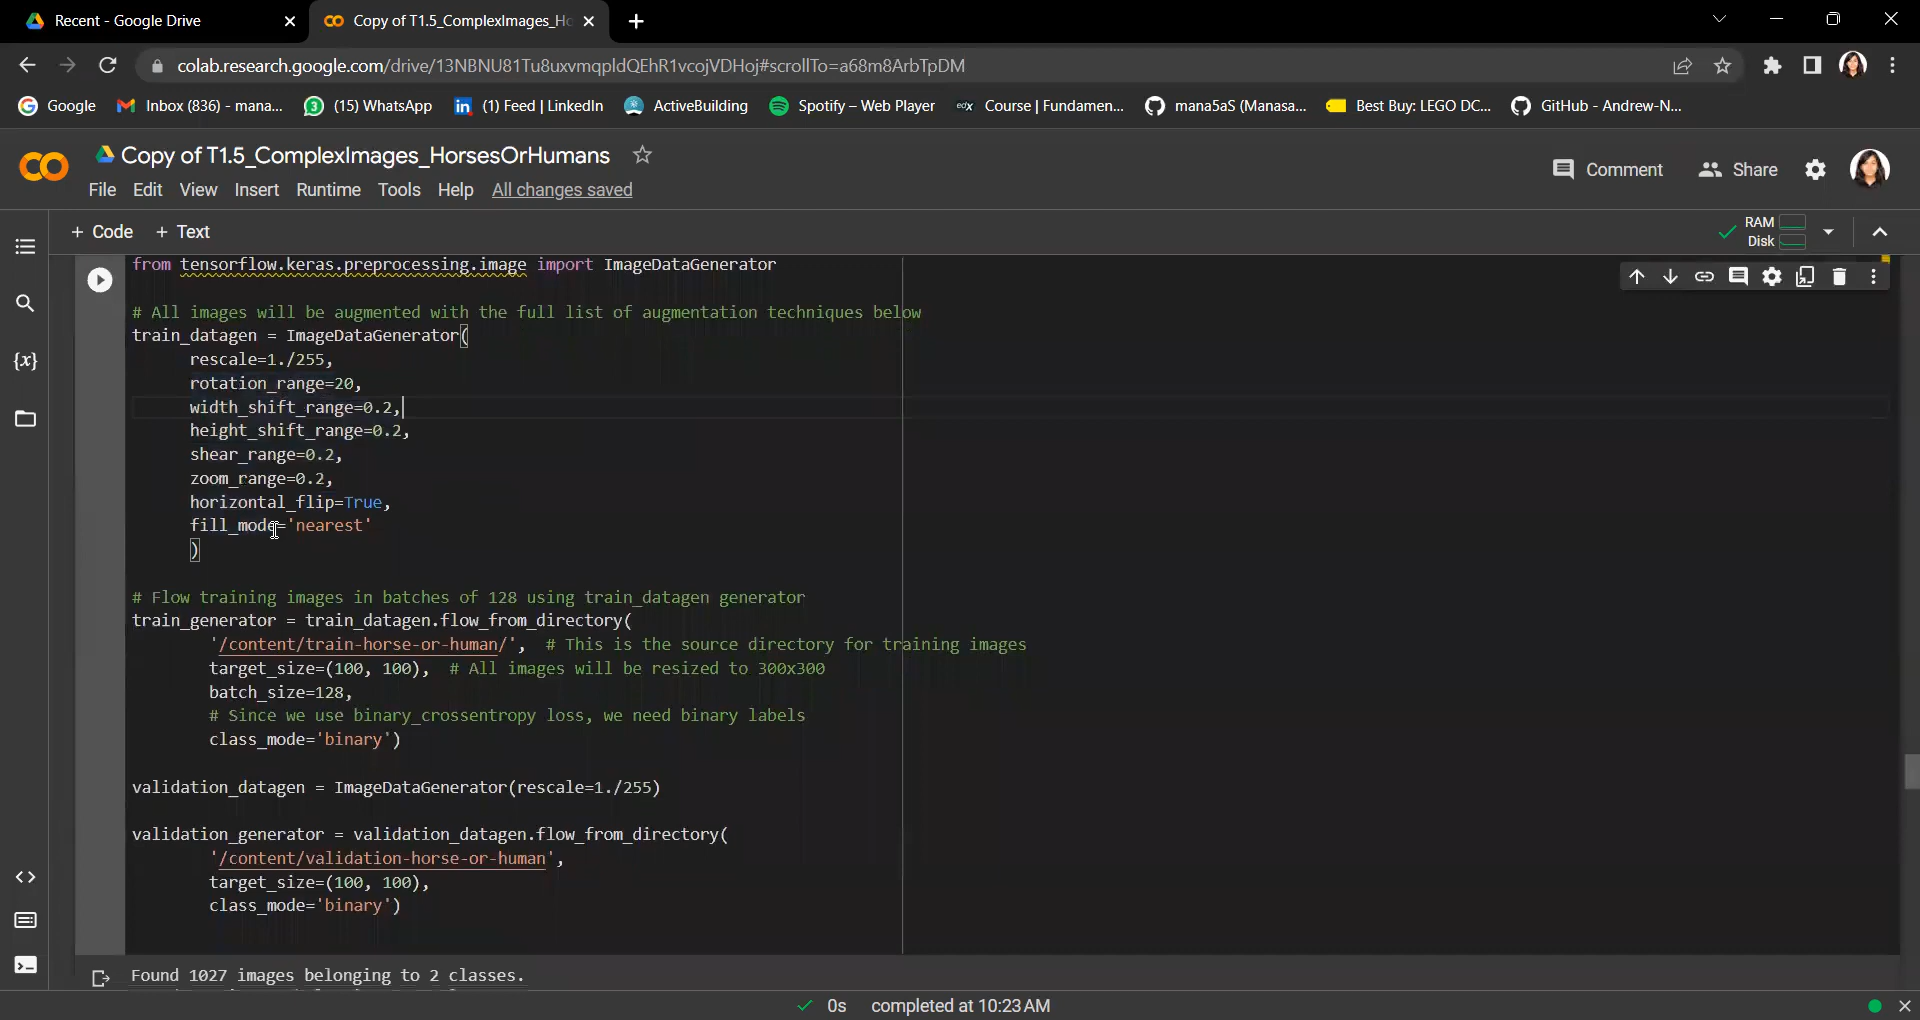 Recent - Google Drive
Copy of T1.5_ComplexImages_Ho
colab.research.google.com/drive/13NBNU81Tu8uxvmqpldQEhR1vcojVDHoj#scrollTo=a68m8ArbTpDM
Google
Inbox (836) - mana...
(15) WhatsApp
(1) Feed | LinkedIn
ActiveBuilding
Spotify – Web Player
edX Course | Fundamen...
mana5aS (Manasa...
Best Buy: LEGO DC...
GitHub - Andrew-N...
CO Copy of T1.5_ComplexImages_HorsesOrHumans
Comment
Share
File Edit View Insert Runtime Tools Help All changes saved
+ Code + Text
RAM
Disk
from tensorflow.keras.preprocessing.image import ImageDataGenerator
# All images will be augmented with the full list of augmentation techniques below
train_datagen = ImageDataGenerator(
rescale=1./255,
rotation_range=20,
width_shift_range=0.2,
height_shift_range=0.2,
shear_range=0.2,
zoom_range=0.2,
horizontal_flip=True,
fill_mode='nearest'
)
# Flow training images in batches of 128 using train_datagen generator
train_generator = train_datagen.flow_from_directory(
'/content/train-horse-or-human/', # This is the source directory for training images
target_size=(100, 100), # All images will be resized to 300x300
batch_size=128,
# Since we use binary_crossentropy loss, we need binary labels
class_mode='binary')
validation_datagen = ImageDataGenerator(rescale=1./255)
validation_generator = validation_datagen.flow_from_directory(
'/content/validation-horse-or-human',
target_size=(100, 100),
class_mode='binary')
Found 1027 images belonging to 2 classes.
0s completed at 10:23 AM